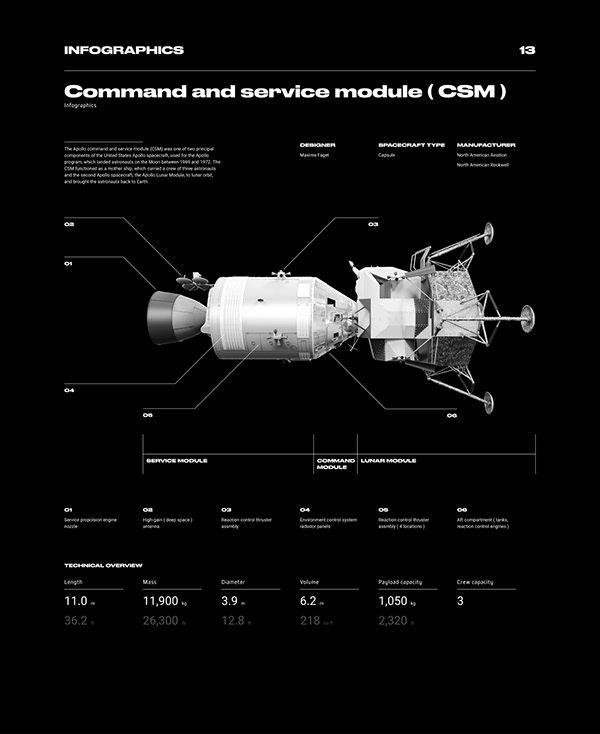 INFOGRAPHICS
13
Command and service module ( CSM )
Infographics
The Apollo command and service module (CSM) was one of two principal
components of the United States Apollo spacecraft, used for the Apollo
program, which landed astronauts on the Moon between 1969 and 1972. The
CSM functioned as a mother ship, which carried a crew of three astronauts
and the second Apollo spacecraft, the Apollo Lunar Module, to lunar orbit,
and brought the astronauts back to Earth.
DESIGNER
Maxime Faget
SPACECRAFT TYPE
Capsule
MANUFACTURER
North American Aviation
North American Rockwell
02
03
01
04
05
06
SERVICE MODULE
COMMAND
MODULE
LUNAR MODULE
01
Service propolsion engine
nozzle
02
High-gain ( deep space )
antenna
03
Reaction control thruster
assmbly
04
Environment control system
radiator panels
05
Reaction control thruster
assmbly ( 4 locations )
06
Aft compartment ( tanks,
reaction control engines )
TECHNICAL OVERVIEW
Length
11.0 m
36.2 ft
Mass
11,900 kg
26,300 lb
Diameter
3.9 m
12.8 ft
Volume
6.2 m
218 cu ft
Payload capacity
1,050 kg
2,320 lb
Crew capacity
3